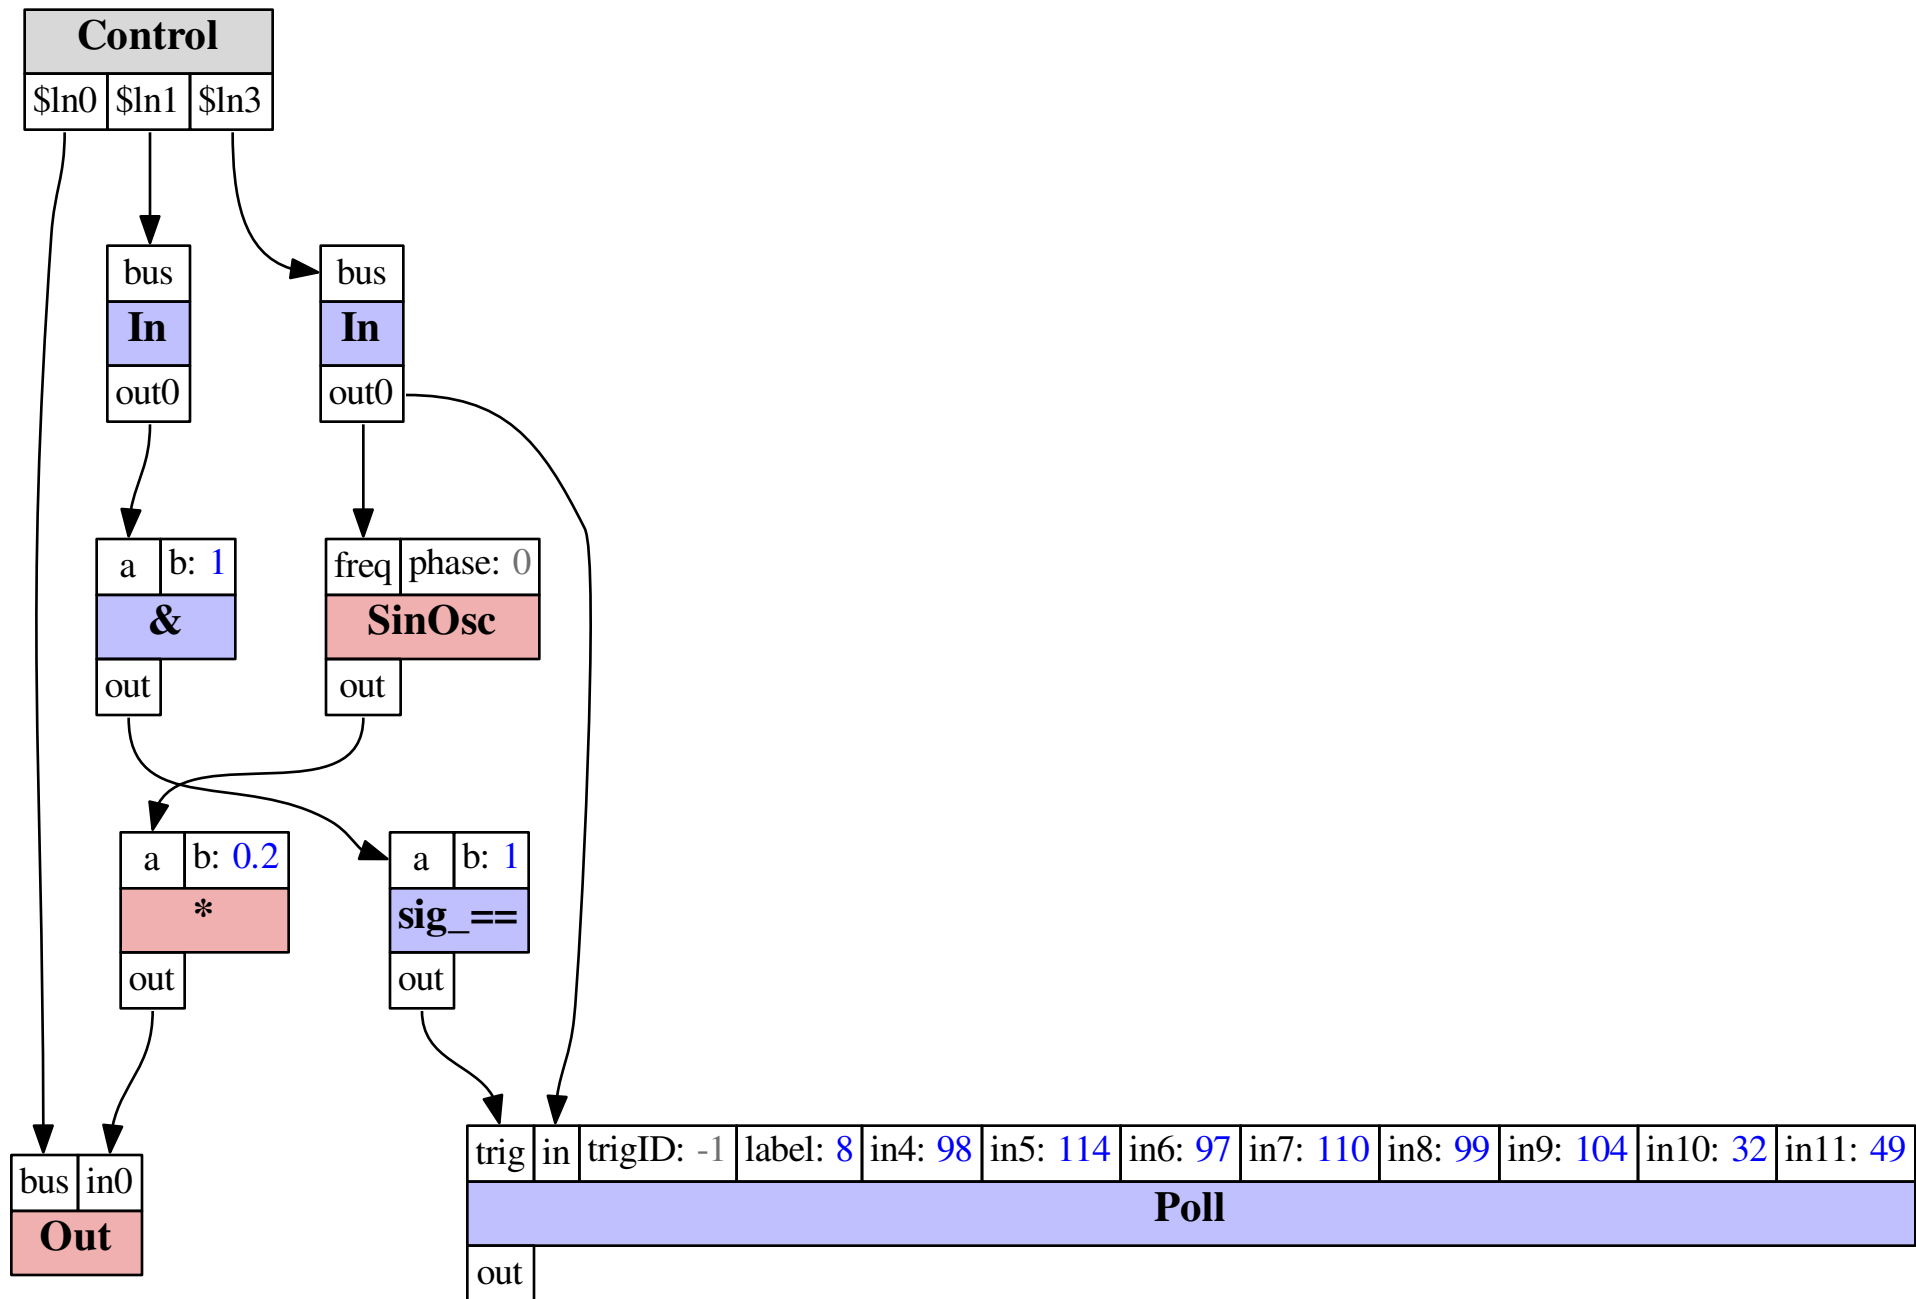 Control
$ln0 $ln1 $ln3
bus bus
In In
out0 out0
a b: 1 freq phase: 0
& SinOsc
out out
a b: 0.2 a b: 1
* sig_==
out out
trig in trigID: -1 label: 8 in4: 98 in5: 114 in6: 97 in7: 110 in8: 99 in9: 104 in10: 32 in11: 49
bus in0
Poll
Out
out